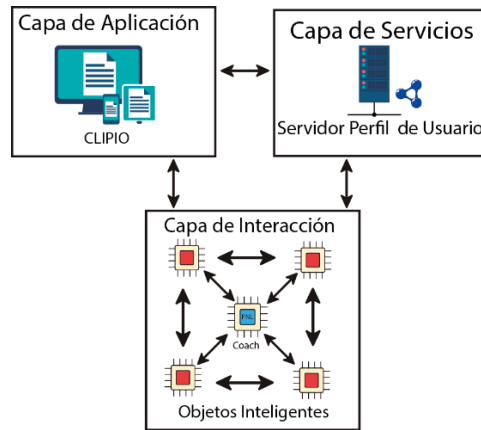 Capa de Aplicación
CLIPIO
Capa de Servicios
Servidor Perfil de Usuario
Capa de Interacción
PNL
Coach
Objetos Inteligentes